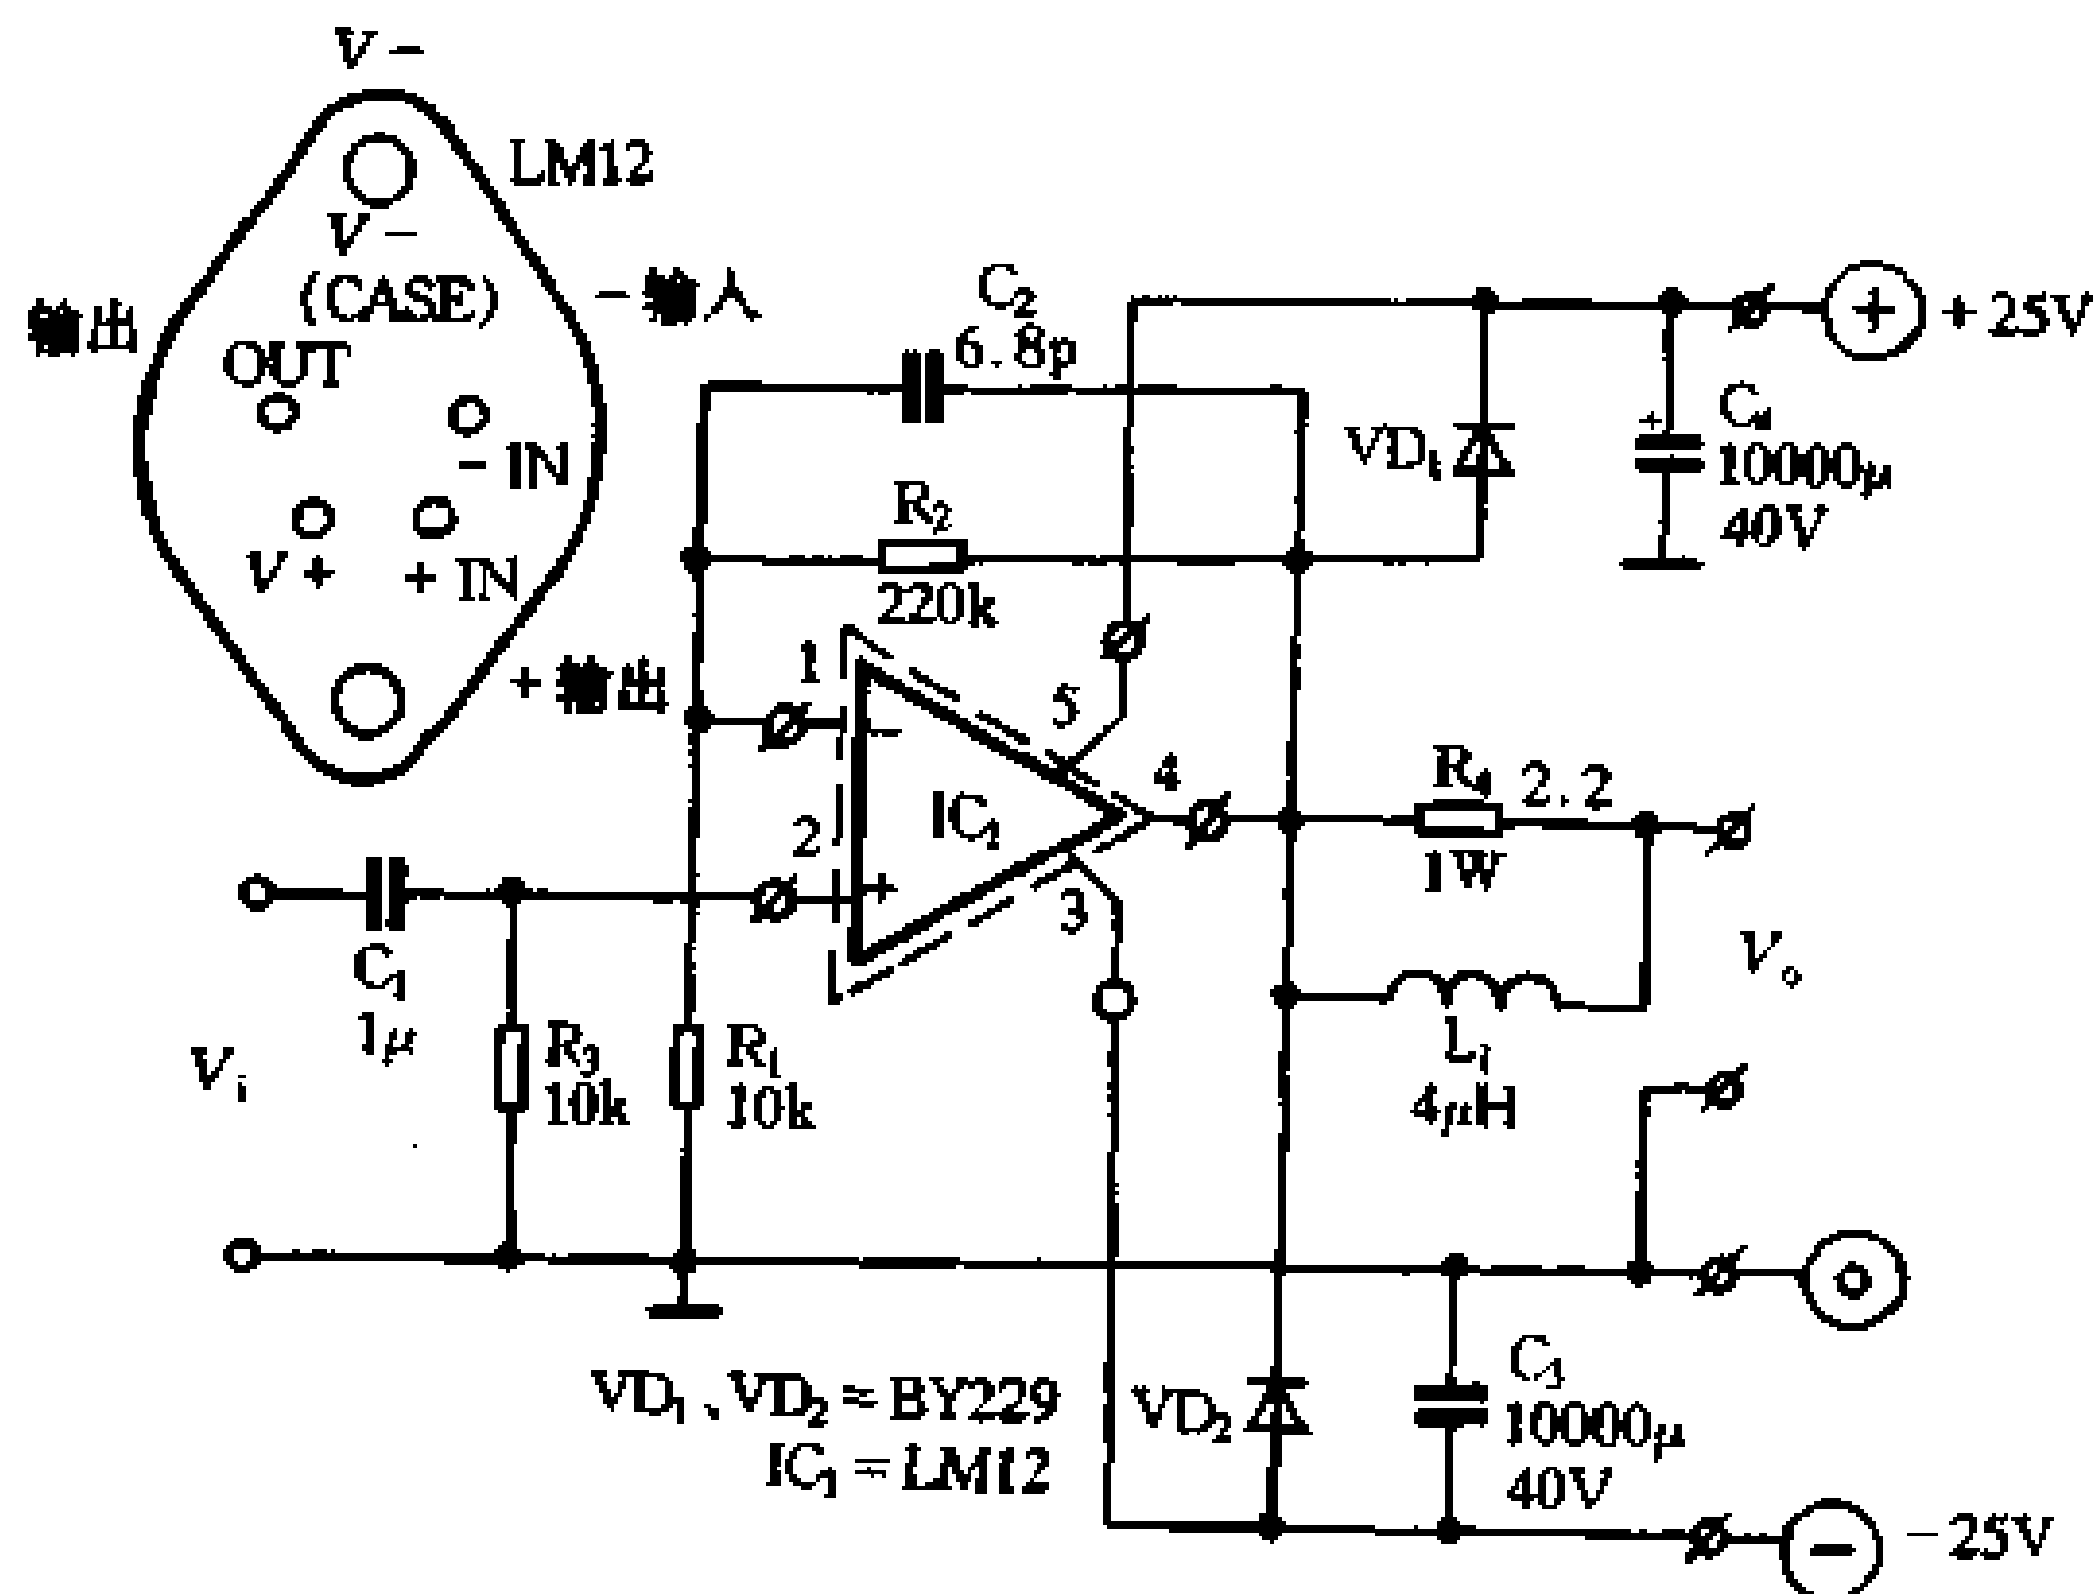 V−
LM12
V−
(CASE)
−输入
输出
OUT
−IN
V+
+IN
+输出
C₂
6.8p
+25V
+
VD₁
C₄
10000μ
40V
R₂
220k
1
−
5
2
IC₁
4
+
3
R₄ 2.2
1W
C₁
1μ
Vᵢ
R₃
10k
R₁
10k
L₁
4μH
Vₒ
VD₁、VD₂=BY229
IC₁=LM12
VD₂
C₃
10000μ
40V
−25V